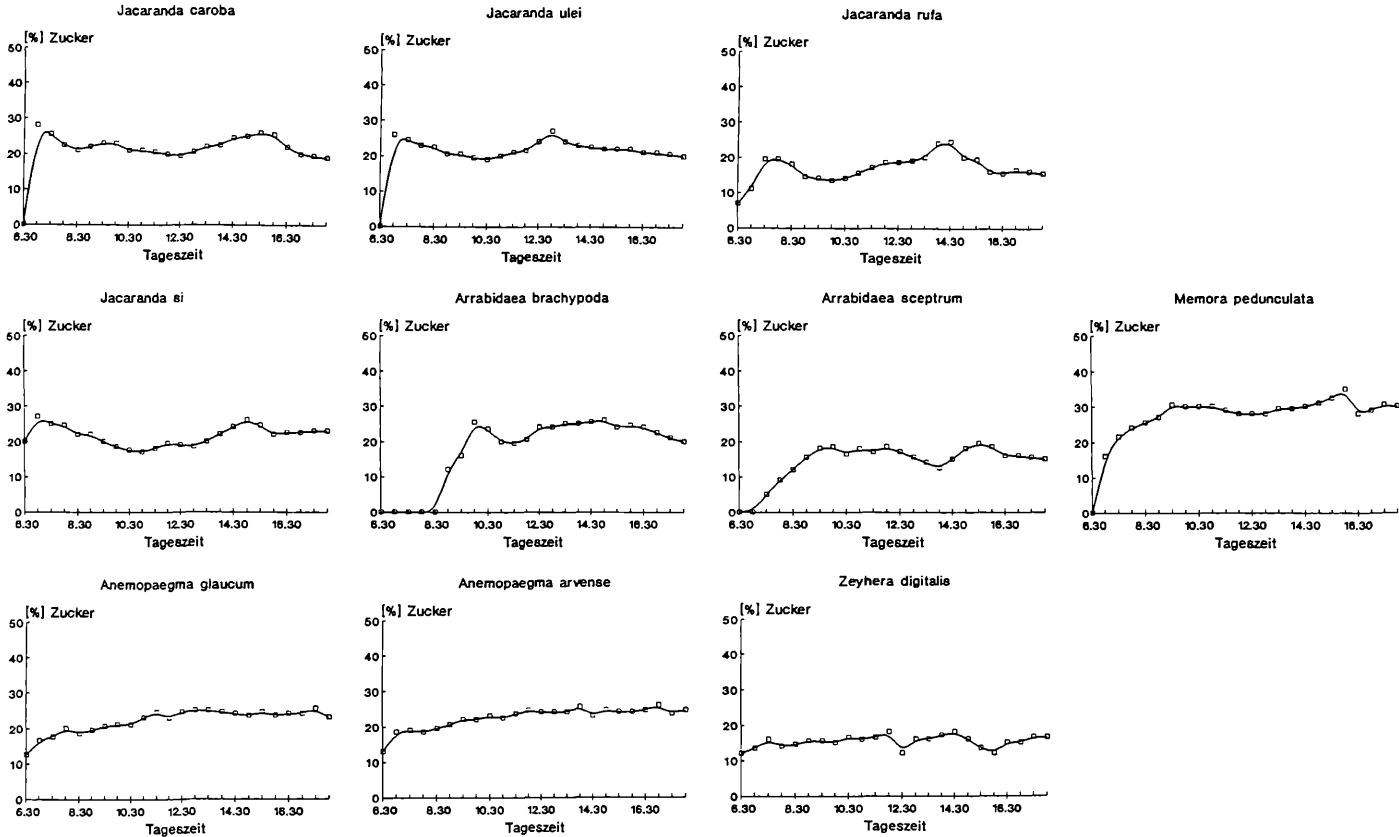 Jacaranda caroba
[%] Zucker
50
40
30
20
10
0
6.30 8.30 10.30 12.30 14.30 16.30
Tageszeit
Jacaranda ulei
[%] Zucker
50
40
30
20
10
0
6.30 8.30 10.30 12.30 14.30 16.30
Tageszeit
Jacaranda rufa
[%] Zucker
50
40
30
20
10
0
6.30 8.30 10.30 12.30 14.30 16.30
Tageszeit
Jacaranda si
[%] Zucker
50
40
30
20
10
0
6.30 8.30 10.30 12.30 14.30 16.30
Tageszeit
Arrabidaea brachypoda
[%] Zucker
50
40
30
20
10
0
6.30 8.30 10.30 12.30 14.30 16.30
Tageszeit
Arrabidaea sceptrum
[%] Zucker
50
40
30
20
10
0
6.30 8.30 10.30 12.30 14.30 16.30
Tageszeit
Memora pedunculata
[%] Zucker
50
40
30
20
10
0
6.30 8.30 10.30 12.30 14.30 16.30
Tageszeit
Anemopaegma glaucum
[%] Zucker
50
40
30
20
10
0
6.30 8.30 10.30 12.30 14.30 16.30
Tageszeit
Anemopaegma arvense
[%] Zucker
50
40
30
20
10
0
6.30 8.30 10.30 12.30 14.30 16.30
Tageszeit
Zeyhera digitalis
[%] Zucker
50
40
30
20
10
0
6.30 8.30 10.30 12.30 14.30 16.30
Tageszeit